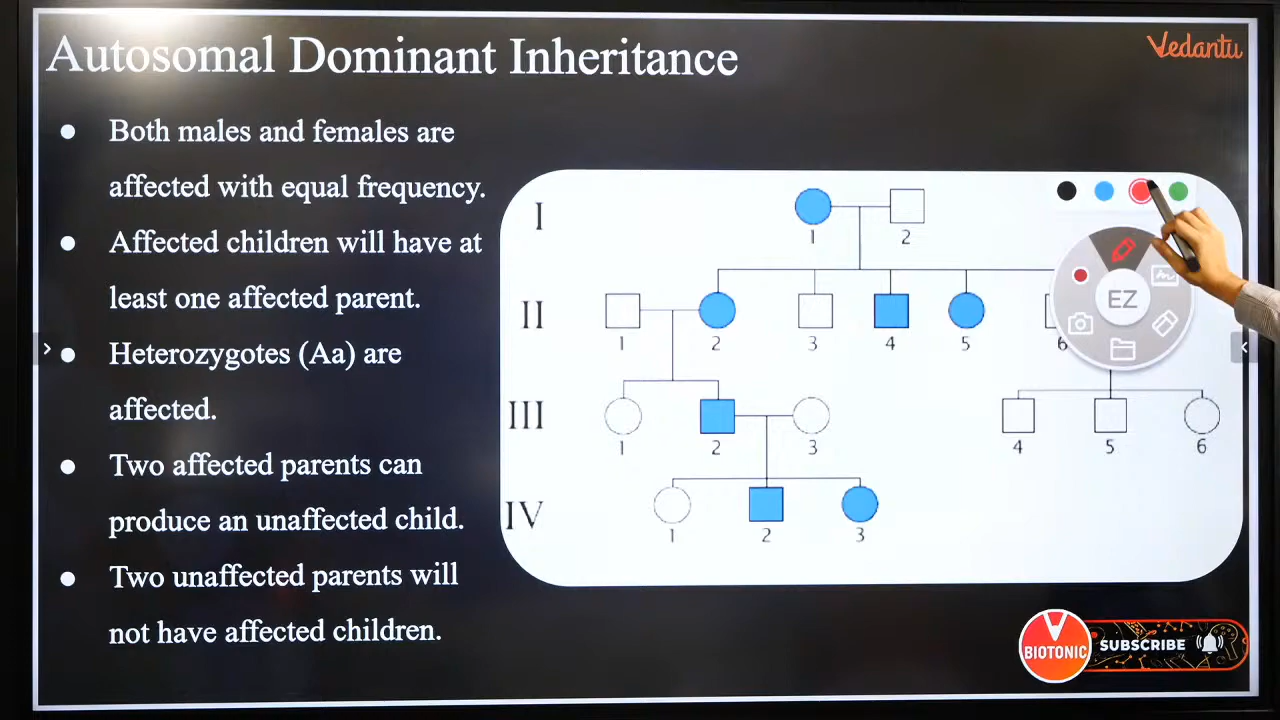 Autosomal Dominant Inheritance
Vedantu
Both males and females are
affected with equal frequency.
Affected children will have at
least one affected parent.
Heterozygotes (Aa) are
affected.
Two affected parents can
produce an unaffected child.
Two unaffected parents will
not have affected children.
I
1 2
II
1 2 3 4 5 6
III
1 2 3 4 5 6
IV
1 2 3
EZ
BIOTONIC
SUBSCRIBE